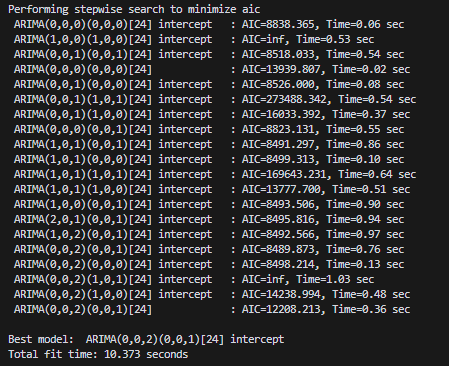 Performing stepwise search to minimize aic
ARIMA(0,0,0)(0,0,0)[24] intercept   : AIC=8838.365, Time=0.06 sec
ARIMA(1,0,0)(1,0,0)[24] intercept   : AIC=inf, Time=0.53 sec
ARIMA(0,0,1)(0,0,1)[24] intercept   : AIC=8518.033, Time=0.54 sec
ARIMA(0,0,0)(0,0,0)[24]             : AIC=13939.807, Time=0.02 sec
ARIMA(0,0,1)(0,0,0)[24] intercept   : AIC=8526.000, Time=0.08 sec
ARIMA(0,0,1)(1,0,1)[24] intercept   : AIC=273488.342, Time=0.54 sec
ARIMA(0,0,1)(1,0,0)[24] intercept   : AIC=16033.392, Time=0.37 sec
ARIMA(0,0,0)(0,0,1)[24] intercept   : AIC=8823.131, Time=0.55 sec
ARIMA(1,0,1)(0,0,1)[24] intercept   : AIC=8491.297, Time=0.86 sec
ARIMA(1,0,1)(0,0,0)[24] intercept   : AIC=8499.313, Time=0.10 sec
ARIMA(1,0,1)(1,0,1)[24] intercept   : AIC=169643.231, Time=0.64 sec
ARIMA(1,0,1)(1,0,0)[24] intercept   : AIC=13777.700, Time=0.51 sec
ARIMA(1,0,0)(0,0,1)[24] intercept   : AIC=8493.506, Time=0.90 sec
ARIMA(2,0,1)(0,0,1)[24] intercept   : AIC=8495.816, Time=0.94 sec
ARIMA(1,0,2)(0,0,1)[24] intercept   : AIC=8492.566, Time=0.97 sec
ARIMA(0,0,2)(0,0,1)[24] intercept   : AIC=8489.873, Time=0.76 sec
ARIMA(0,0,2)(0,0,0)[24] intercept   : AIC=8498.214, Time=0.13 sec
ARIMA(0,0,2)(1,0,1)[24] intercept   : AIC=inf, Time=1.03 sec
ARIMA(0,0,2)(1,0,0)[24] intercept   : AIC=14238.994, Time=0.48 sec
ARIMA(0,0,2)(0,0,1)[24]             : AIC=12208.213, Time=0.36 sec
Best model:  ARIMA(0,0,2)(0,0,1)[24] intercept
Total fit time: 10.373 seconds